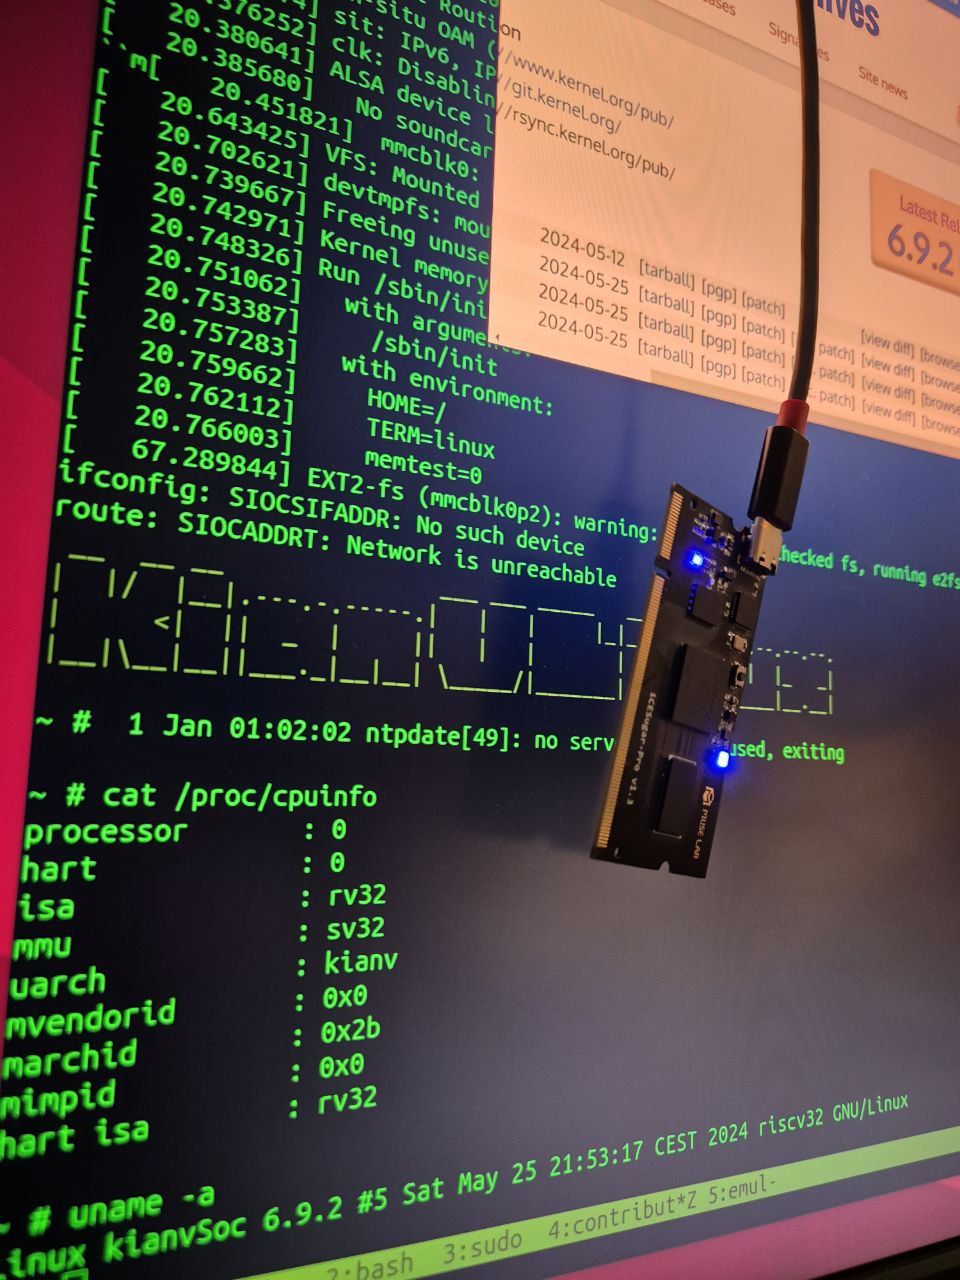 .376252] sit: IPv6, IP
[ 20.380641] clk: Disablin
[ 20.385680] ALSA device l
``m[ No soundcar
20.451821] mmcblk0:
[ 20.643425] VFS: Mounted
[ 20.702621] devtmpfs: mou
[ 20.739667] Freeing unuse
[ 20.742971] Kernel memory
[ 20.748326] Run /sbin/ini
[ 20.751062] with arguments:
[ 20.753387] /sbin/init
[ 20.757283] with environment:
[ 20.759662] HOME=/
[ 20.762112] TERM=linux
[ 20.766003] memtest=0
[ 67.289844] EXT2-fs (mmcblk0p2): warning: checked fs, running e2fs
ifconfig: SIOCSIFADDR: No such device
route: SIOCADDRT: Network is unreachable
~ # 1 Jan 01:02:02 ntpdate[49]: no serv used, exiting
~ # cat /proc/cpuinfo
processor : 0
hart : 0
isa : rv32
mmu : sv32
uarch : kianv
mvendorid : 0x0
marchid : 0x2b
mimpid : 0x0
hart isa : rv32
~ # uname -a
inux kianvSoc 6.9.2 #5 Sat May 25 21:53:17 CEST 2024 riscv32 GNU/Linux
2:bash 3:sudo 4:contribut*Z 5:emul-
Site news
//www.kernel.org/pub/
//git.kernel.org/
//rsync.kernel.org/pub/
Latest Rel
6.9.2
2024-05-12 [tarball] [pgp] [patch]
2024-05-25 [tarball] [pgp] [patch] [view diff] [browse
2024-05-25 [tarball] [pgp] [patch] patch] [view diff] [browse
2024-05-25 [tarball] [pgp] [patch] patch] [view diff] [browse
iCESugar-Pro v1.3
MUSE LAB